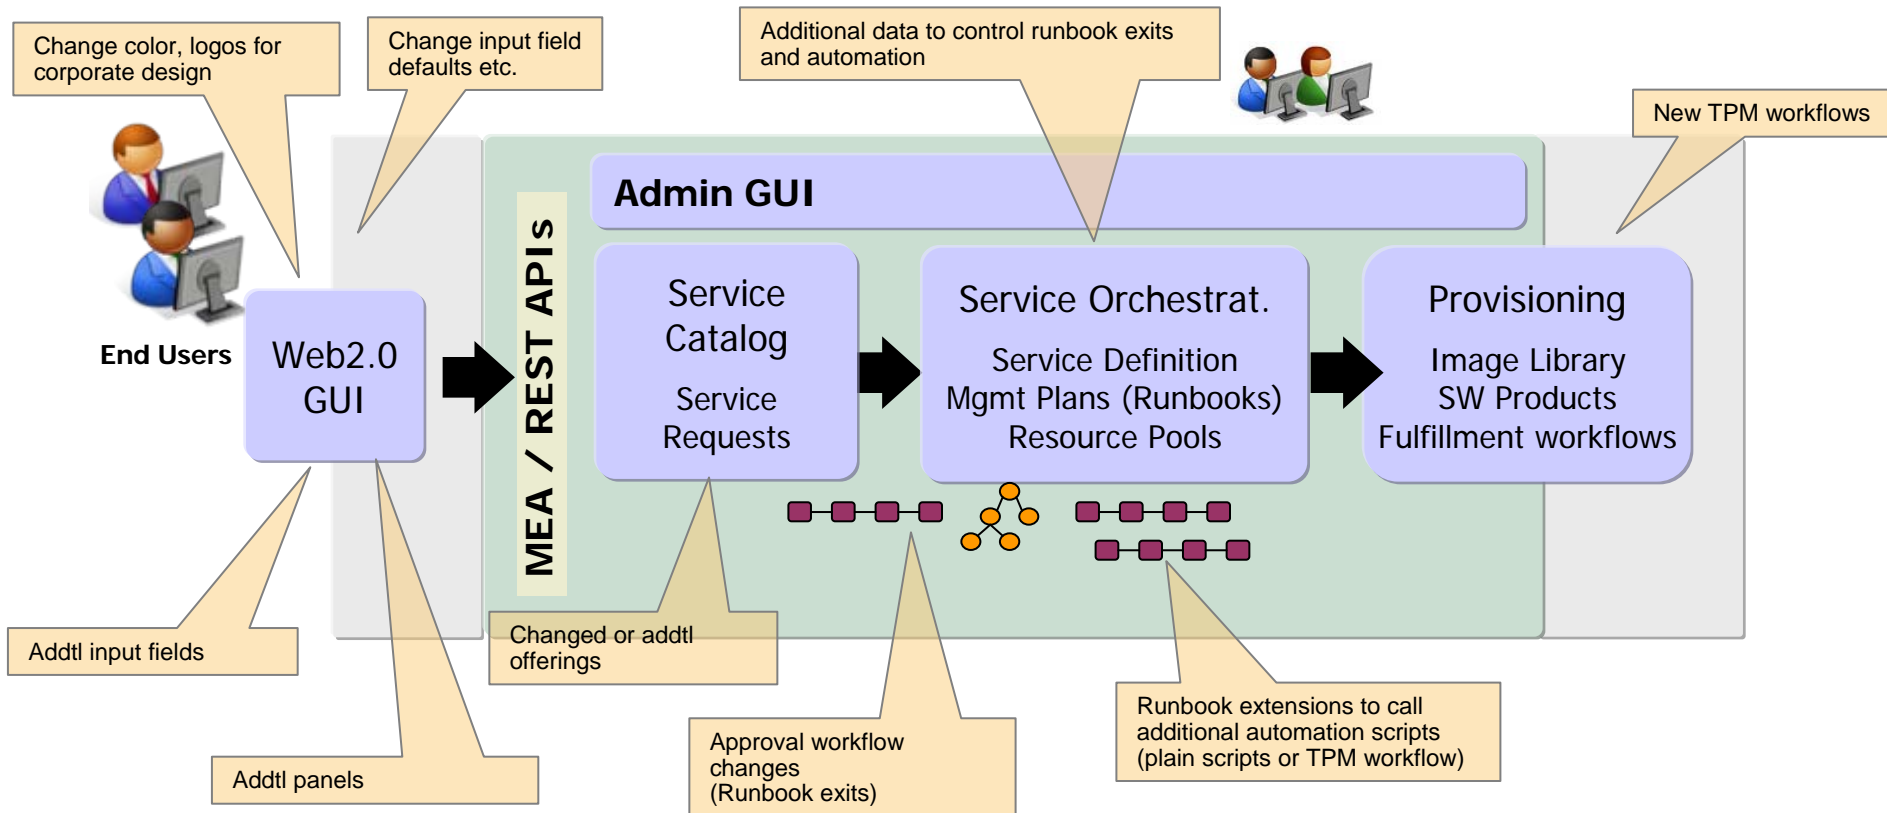 Change color, logos for
corporate design
Change input field
defaults etc.
Additional data to control runbook exits
and automation
New TPM workflows
Admin GUI
MEA / REST APIs
End Users
Web2.0
GUI
Service
Catalog
Service
Requests
Service Orchestrat.
Service Definition
Mgmt Plans (Runbooks)
Resource Pools
Provisioning
Image Library
SW Products
Fulfillment workflows
Addtl input fields
Changed or addtl
offerings
Addtl panels
Approval workflow
changes
(Runbook exits)
Runbook extensions to call
additional automation scripts
(plain scripts or TPM workflow)